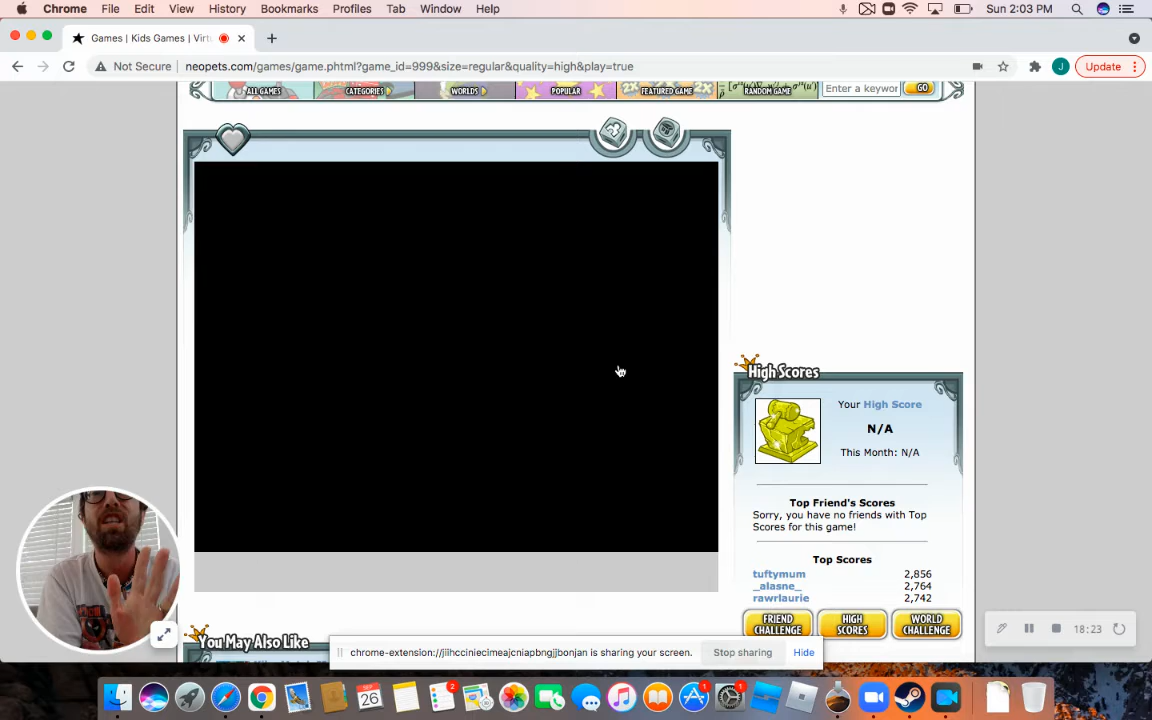 Chrome File Edit View History Bookmarks Profiles Tab Window Help Sun 2:03 PM
Games | Kids Games | Virtu
Not Secure neopets.com/games/game.phtml?game_id=999&size=regular&quality=high&play=true J Update
ALL GAMES CATEGORIES WORLDS POPULAR FEATURED GAME RANDOM GAME Enter a keywor GO
High Scores
Your High Score
N/A
This Month: N/A
Top Friend's Scores
Sorry, you have no friends with Top
Scores for this game!
Top Scores
tuftymum 2,856
_alasne_ 2,764
rawrlaurie 2,742
FRIEND CHALLENGE HIGH SCORES WORLD CHALLENGE
18:23
You May Also Like
chrome-extension://jiihcciniecimeajcniapbngjjbonjan is sharing your screen. Stop sharing Hide
26 2 1 1